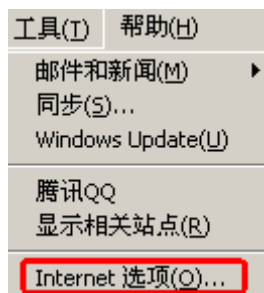 工具(T) 帮助(H)
邮件和新闻(M)
同步(S)...
Windows Update(U)
腾讯QQ
显示相关站点(R)
Internet 选项(O)...